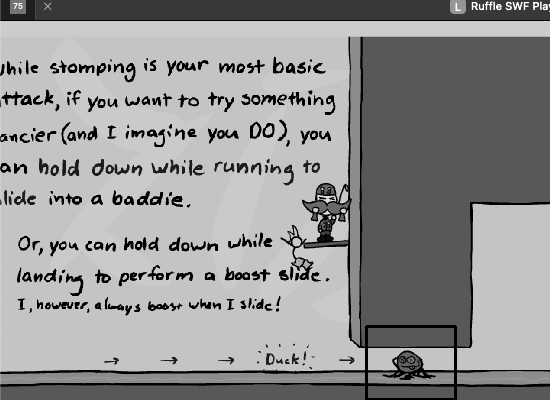 75 × L Ruffle SWF Play
hile stomping is your most basic
ttack, if you want to try something
ancier (and I imagine you DO), you
an hold down while running to
lide into a baddie.
Or, you can hold down while
landing to perform a boost slide.
I, however, always boost when I slide!
→ → → Duck! →